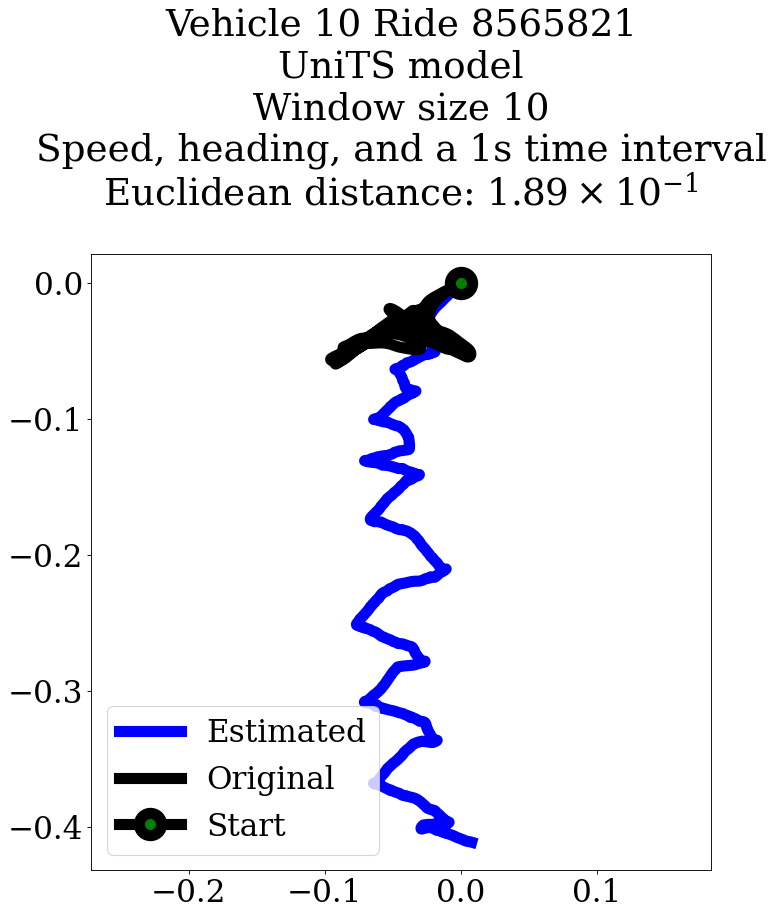 Vehicle 10 Ride 8565821
UniTS model
Window size 10
Speed, heading, and a 1s time interval
Euclidean distance: 1.89 × 10⁻¹
0.0
−0.1
−0.2
−0.3
−0.4
Estimated
Original
Start
−0.2
−0.1
0.0
0.1